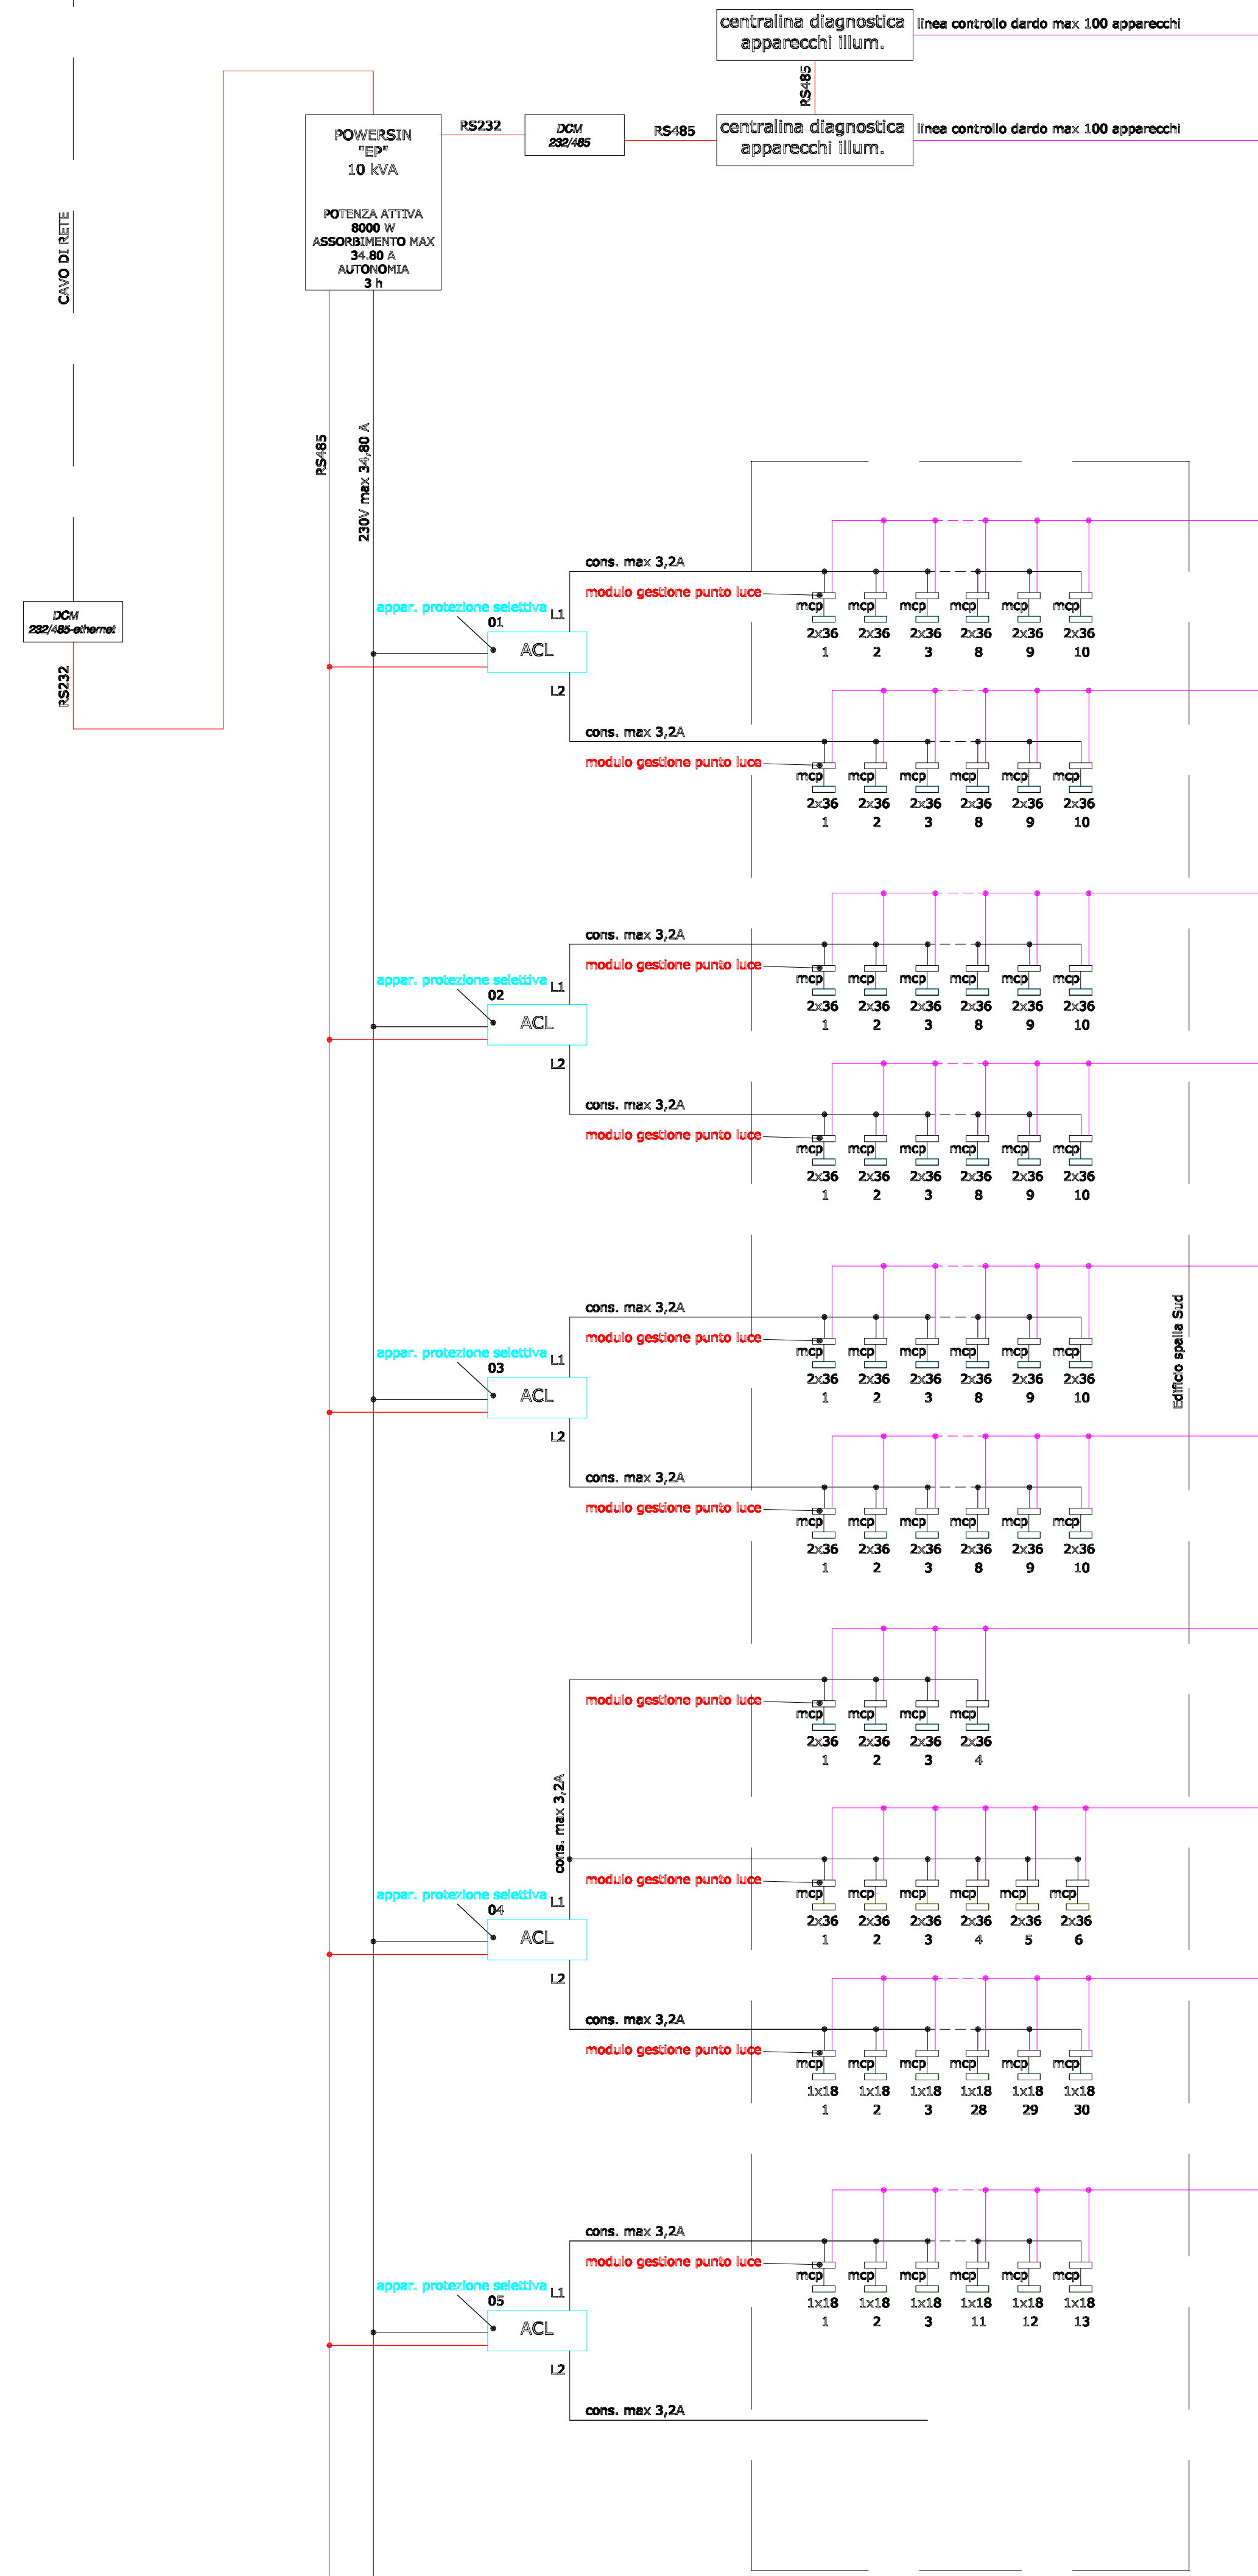 centralina diagnostica
apparecchi illum.
linea controllo dardo max 100 apparecchi
RS485
POWERSIN
"EP"
10 kVA
POTENZA ATTIVA
8000 W
ASSORBIMENTO MAX
34.80 A
AUTONOMIA
3 h
RS232
DCM
232/485
RS485
centralina diagnostica
apparecchi illum.
linea controllo dardo max 100 apparecchi
CAVO DI RETE
RS485
230V max 34,80 A
DCM
232/485-ethernet
RS232
Edificio spalla Sud
cons. max 3,2A
modulo gestione punto luce
appar. protezione selettiva
01
L1
ACL
L2
mcp mcp mcp mcp mcp mcp
2x36 2x36 2x36 2x36 2x36 2x36
1 2 3 8 9 10
cons. max 3,2A
modulo gestione punto luce
mcp mcp mcp mcp mcp mcp
2x36 2x36 2x36 2x36 2x36 2x36
1 2 3 8 9 10
cons. max 3,2A
modulo gestione punto luce
appar. protezione selettiva
02
L1
ACL
L2
mcp mcp mcp mcp mcp mcp
2x36 2x36 2x36 2x36 2x36 2x36
1 2 3 8 9 10
cons. max 3,2A
modulo gestione punto luce
mcp mcp mcp mcp mcp mcp
2x36 2x36 2x36 2x36 2x36 2x36
1 2 3 8 9 10
cons. max 3,2A
modulo gestione punto luce
appar. protezione selettiva
03
L1
ACL
L2
mcp mcp mcp mcp mcp mcp
2x36 2x36 2x36 2x36 2x36 2x36
1 2 3 8 9 10
cons. max 3,2A
modulo gestione punto luce
mcp mcp mcp mcp mcp mcp
2x36 2x36 2x36 2x36 2x36 2x36
1 2 3 8 9 10
modulo gestione punto luce
mcp mcp mcp mcp
2x36 2x36 2x36 2x36
1 2 3 4
cons. max 3,2A
modulo gestione punto luce
appar. protezione selettiva
04
L1
ACL
L2
mcp mcp mcp mcp mcp mcp
2x36 2x36 2x36 2x36 2x36 2x36
1 2 3 4 5 6
cons. max 3,2A
modulo gestione punto luce
mcp mcp mcp mcp mcp mcp
1x18 1x18 1x18 1x18 1x18 1x18
1 2 3 28 29 30
cons. max 3,2A
modulo gestione punto luce
appar. protezione selettiva
05
L1
ACL
L2
mcp mcp mcp mcp mcp mcp
1x18 1x18 1x18 1x18 1x18 1x18
1 2 3 11 12 13
cons. max 3,2A